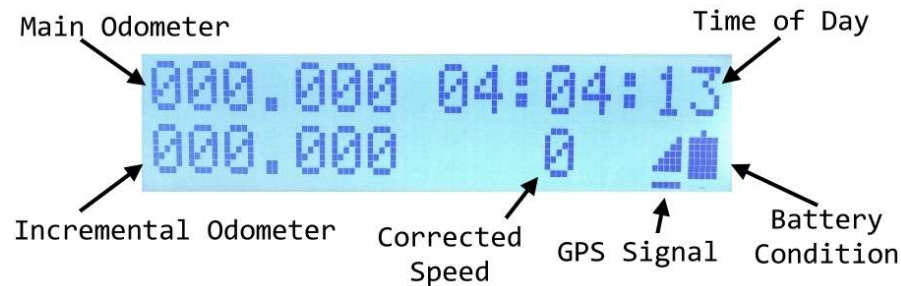 Main Odometer
Time of Day
000.000 04:04:13
000.000 0
Incremental Odometer
Corrected
Speed
GPS Signal
Battery
Condition